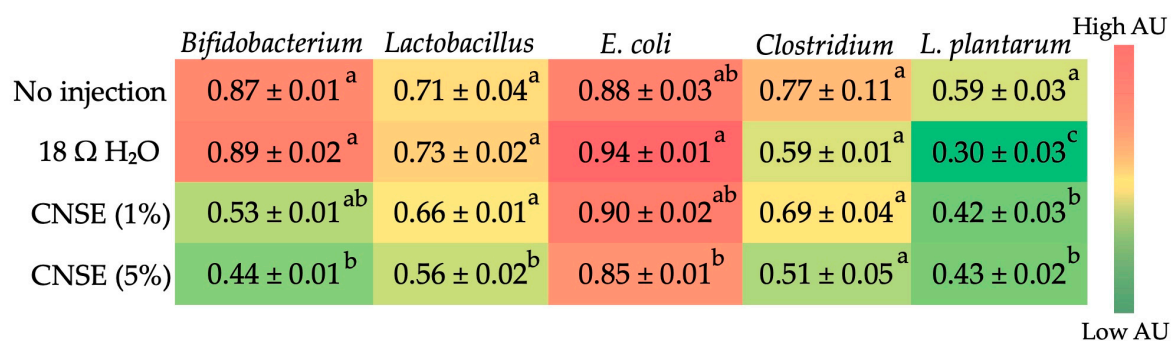 High AU
Bifidobacterium Lactobacillus E. coli Clostridium L. plantarum
No injection 0.87 ± 0.01 a 0.71 ± 0.04 a 0.88 ± 0.03 ab 0.77 ± 0.11 a 0.59 ± 0.03 a
18 Ω H₂O 0.89 ± 0.02 a 0.73 ± 0.02 a 0.94 ± 0.01 a 0.59 ± 0.01 a 0.30 ± 0.03 c
CNSE (1%) 0.53 ± 0.01 ab 0.66 ± 0.01 a 0.90 ± 0.02 ab 0.69 ± 0.04 a 0.42 ± 0.03 b
CNSE (5%) 0.44 ± 0.01 b 0.56 ± 0.02 b 0.85 ± 0.01 b 0.51 ± 0.05 a 0.43 ± 0.02 b
Low AU